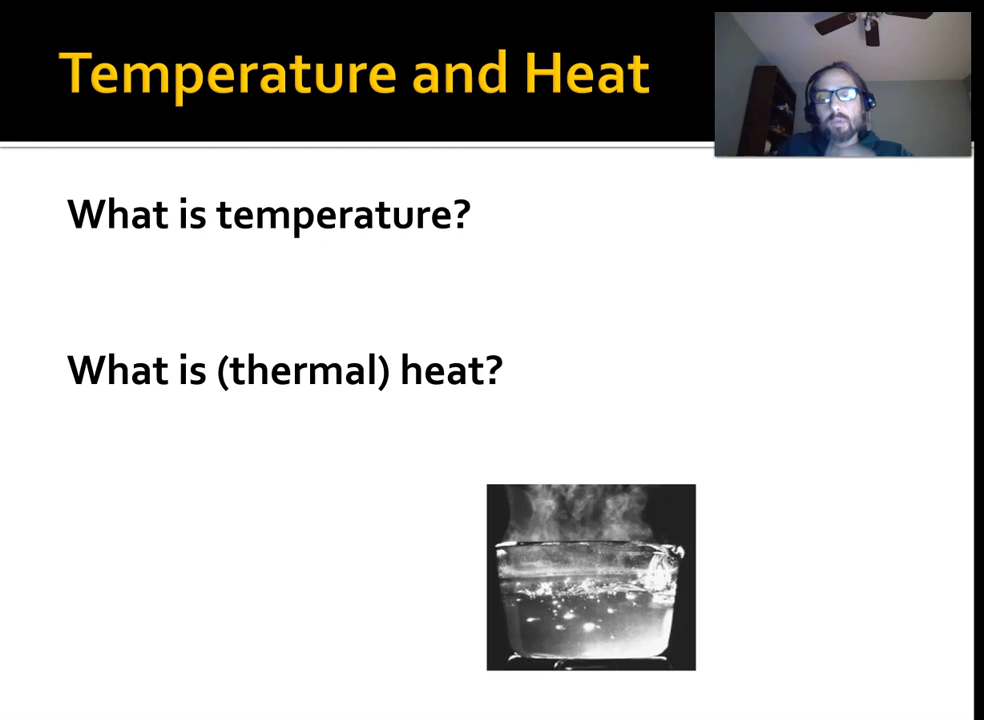 Temperature and Heat
What is temperature?
What is (thermal) heat?